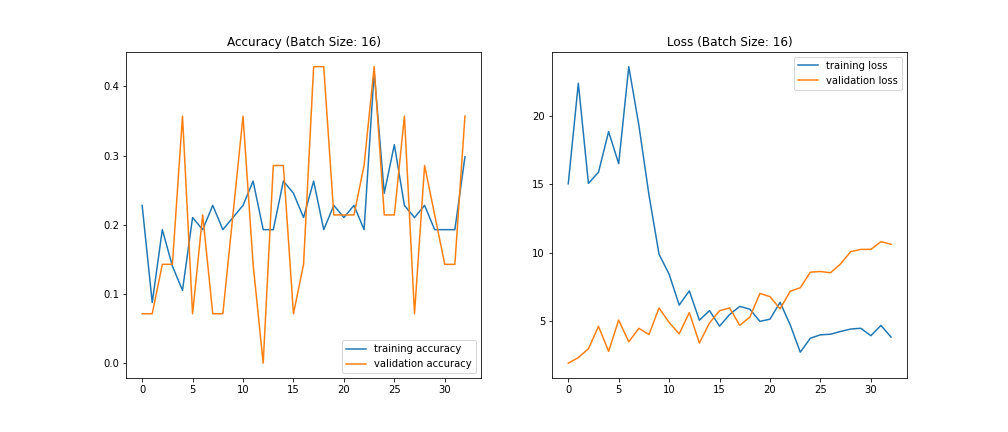 Accuracy (Batch Size: 16)
0.4
0.3
0.2
0.1
0.0
training accuracy
validation accuracy
0 5 10 15 20 25 30
Loss (Batch Size: 16)
training loss
validation loss
20
15
10
5
0 5 10 15 20 25 30